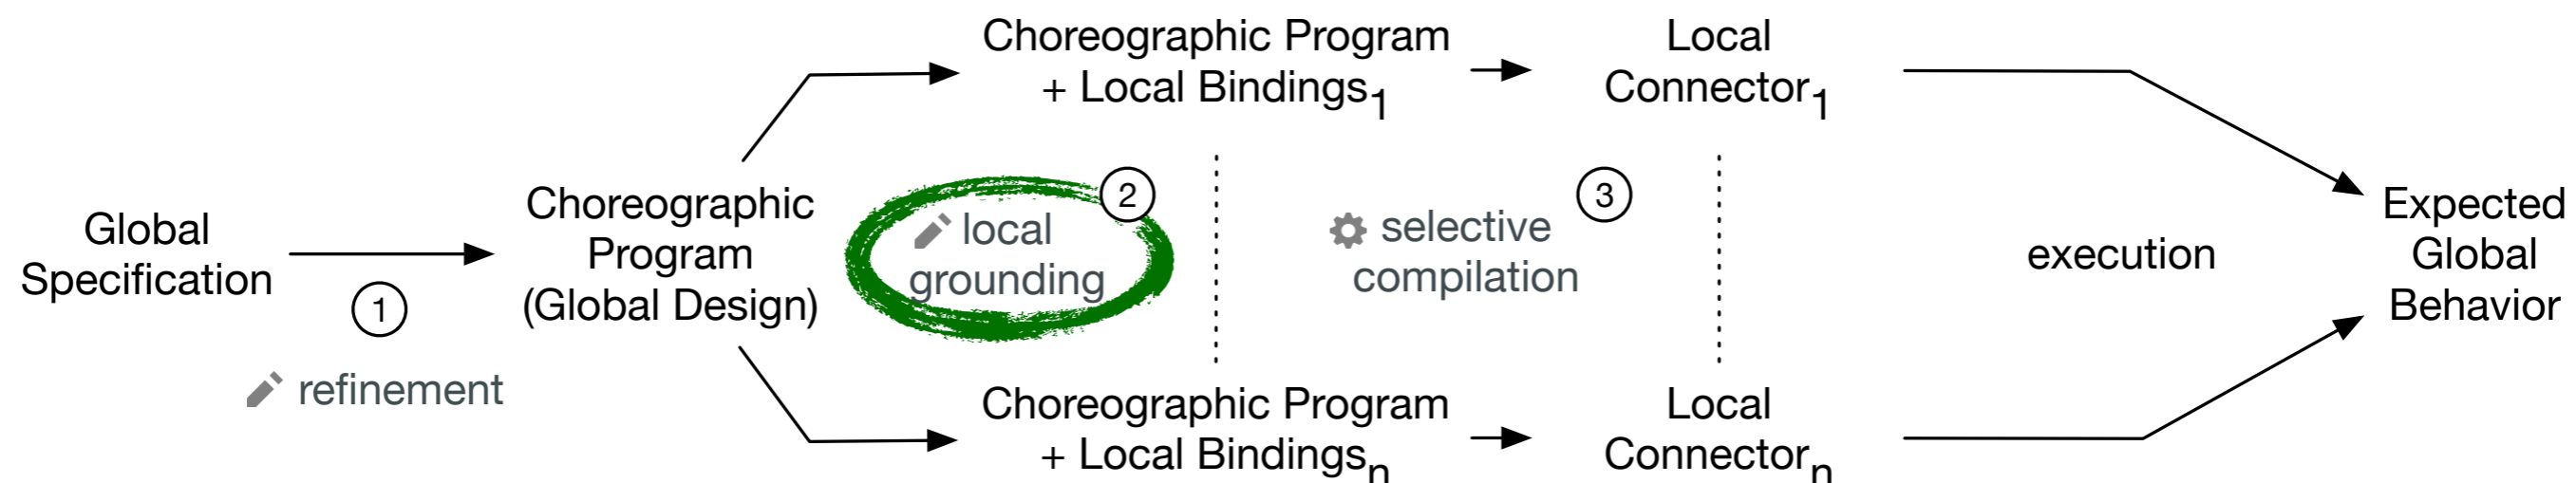 Global
Specification
1
refinement
Choreographic
Program
(Global Design)
2
local
grounding
Choreographic Program
+ Local Bindings1
Choreographic Program
+ Local Bindingsn
3
selective
compilation
Local
Connector1
Local
Connectorn
execution
Expected
Global
Behavior